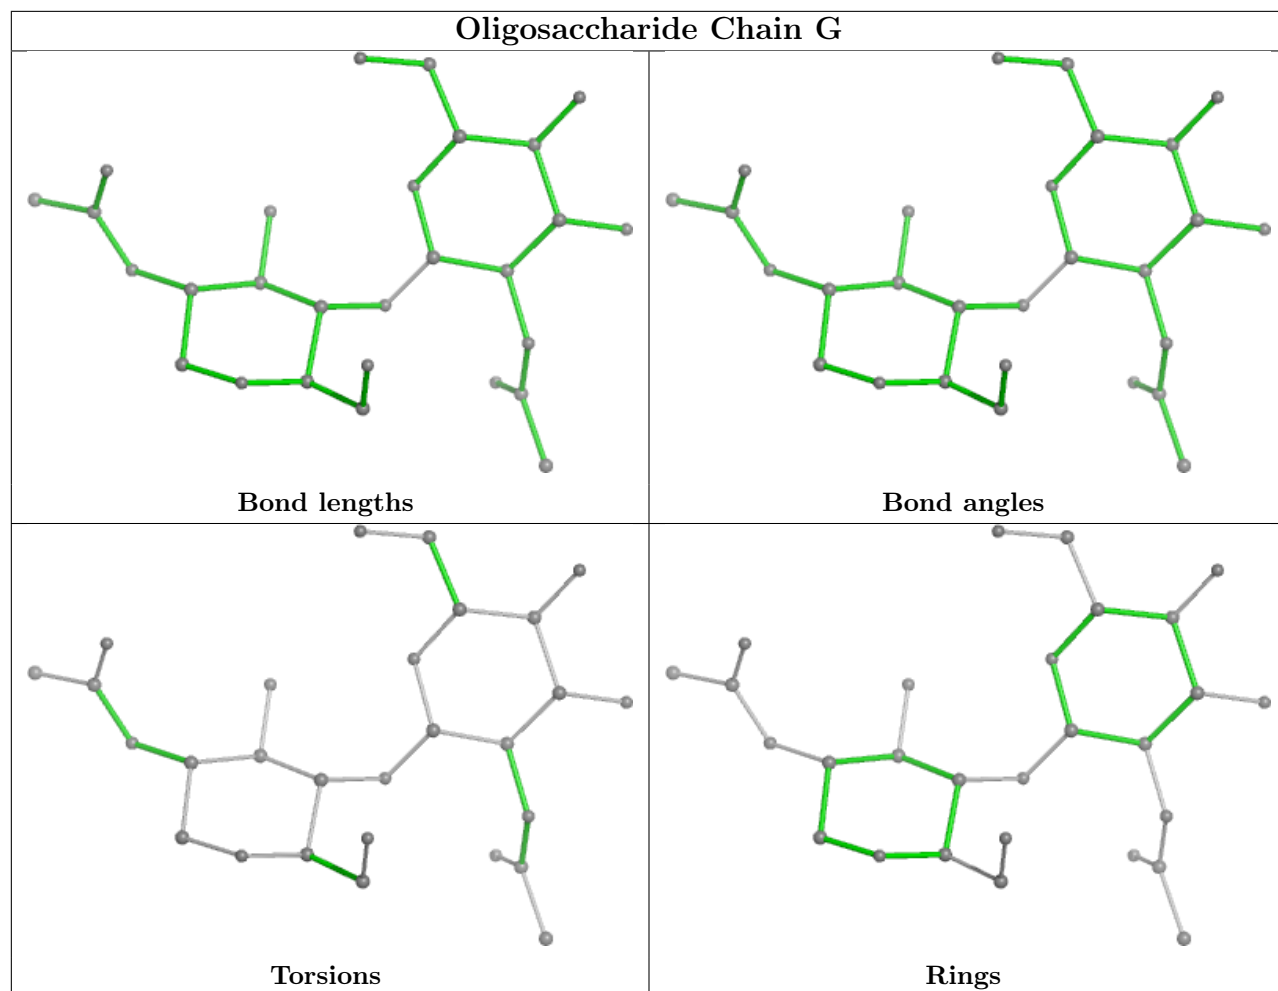 Oligosaccharide Chain G
Bond lengths
Bond angles
Torsions
Rings